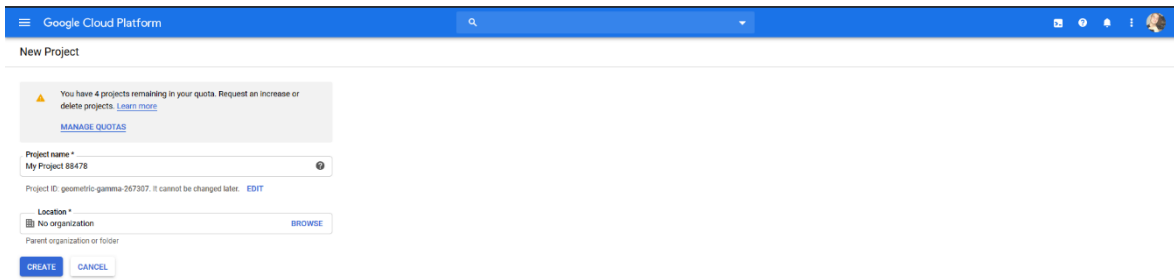 Google Cloud Platform
New Project
You have 4 projects remaining in your quota. Request an increase or
delete projects. Learn more
MANAGE QUOTAS
Project name *
My Project 88478
Project ID: geometric-gamma-267307. It cannot be changed later. EDIT
Location *
No organization BROWSE
Parent organization or folder
CREATE CANCEL